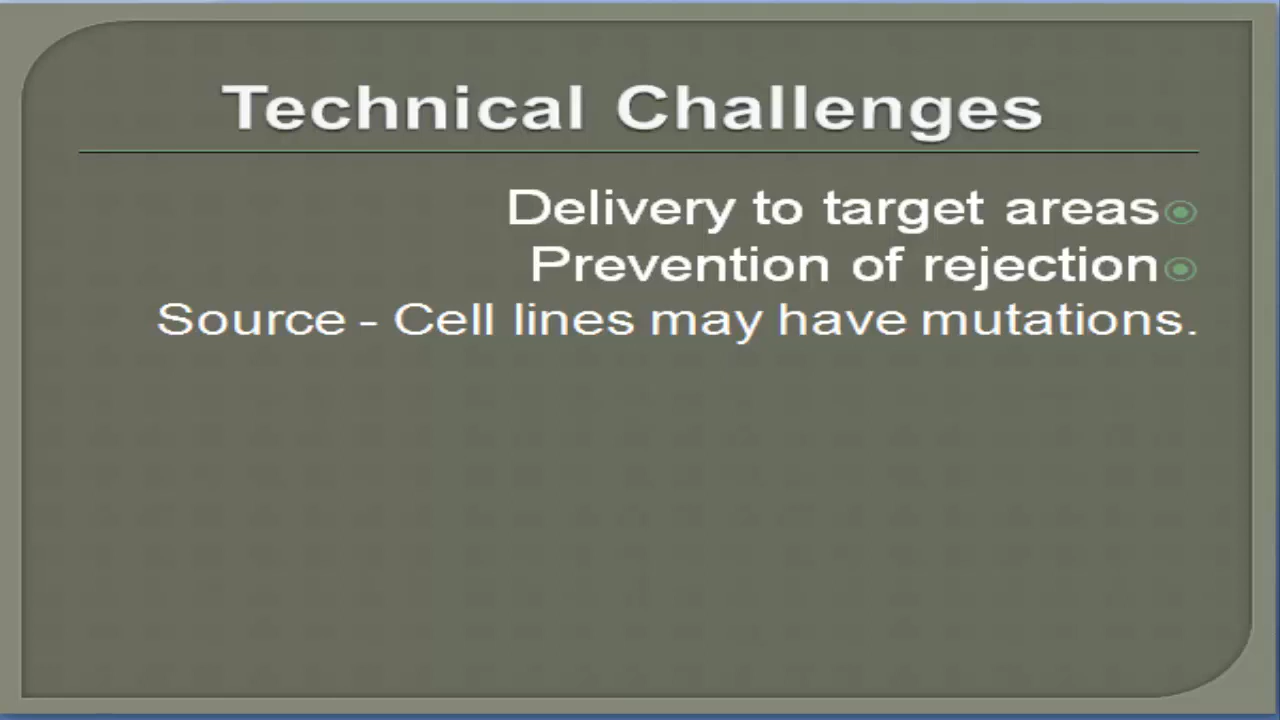 Technical Challenges
Delivery to target areas
Prevention of rejection
Source - Cell lines may have mutations.